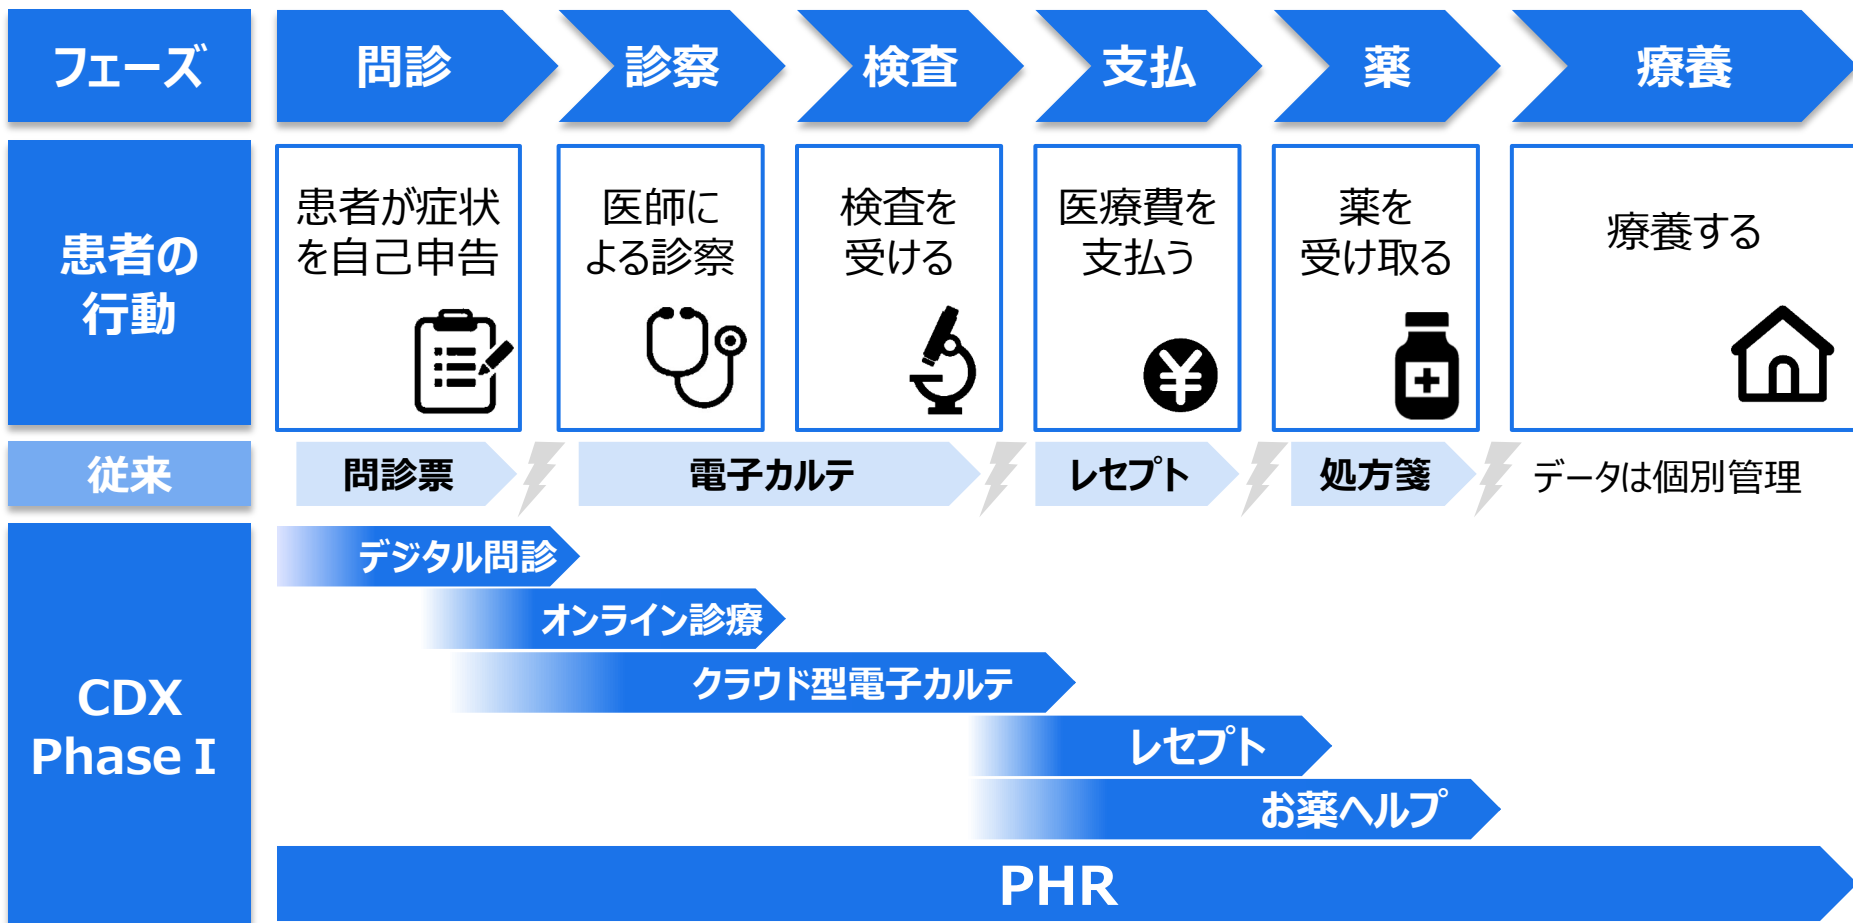 フェーズ
問診
診察
検査
支払
薬
療養
患者の
行動
患者が症状
を自己申告
医師に
よる診察
検査を
受ける
医療費を
支払う
薬を
受け取る
療養する
従来
問診票
電子カルテ
レセプト
処方箋
データは個別管理
CDX
Phase I
デジタル問診
オンライン診療
クラウド型電子カルテ
レセプト
お薬ヘルプ
PHR